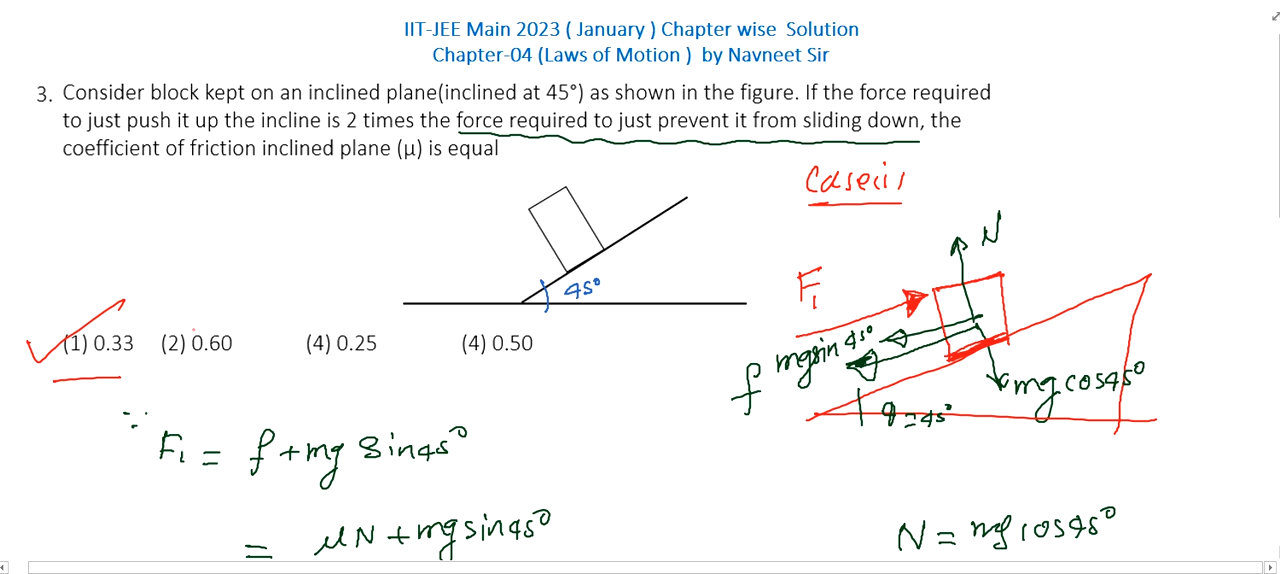 IIT-JEE Main 2023 ( January ) Chapter wise Solution
Chapter-04 (Laws of Motion ) by Navneet Sir
3. Consider block kept on an inclined plane(inclined at 45°) as shown in the figure. If the force required
to just push it up the incline is 2 times the force required to just prevent it from sliding down, the
coefficient of friction inclined plane (μ) is equal
Case(i)
N
45°
F₁
mgsin45°
f
mgcos45°
θ=45°
(1) 0.33 (2) 0.60 (4) 0.25 (4) 0.50
∵ F₁ = f+mg sin45°
= μN+mgsin45°
N = mg cos45°